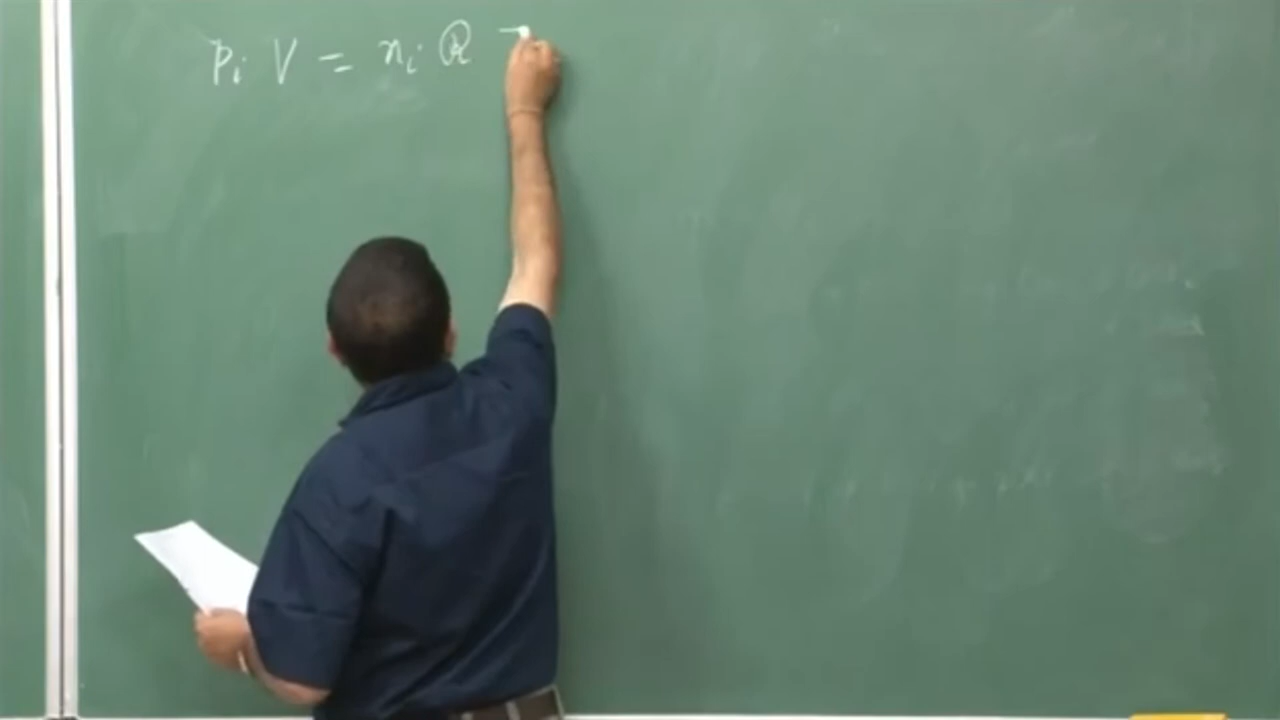 Pi V = ni R T